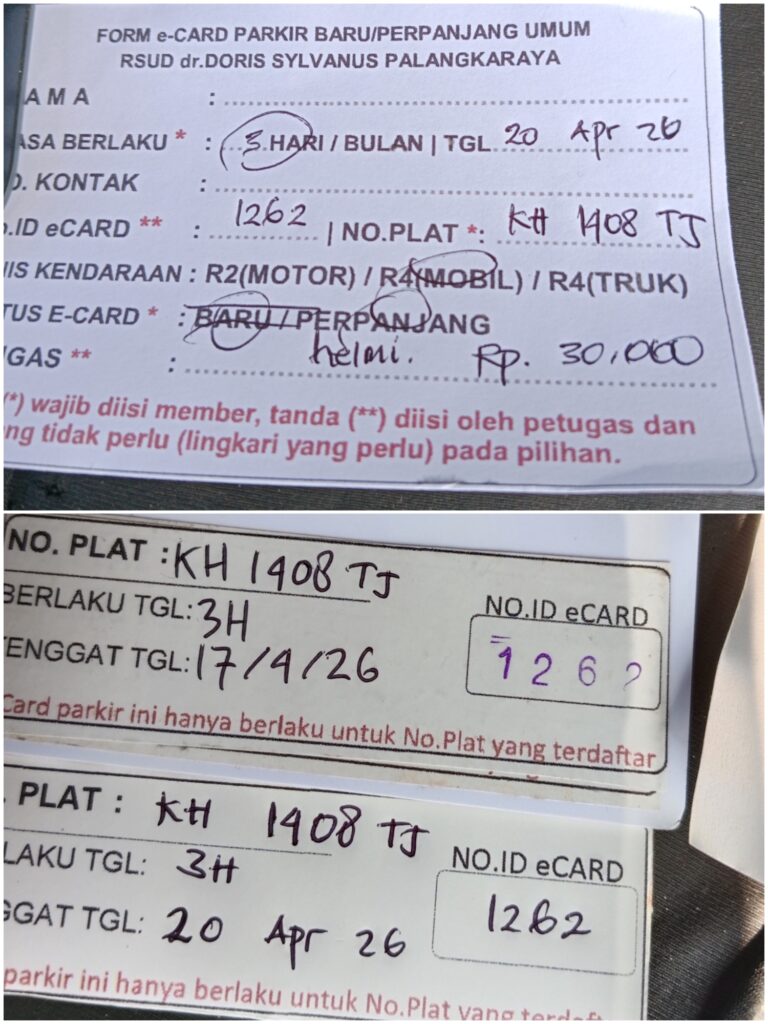 FORM e-CARD PARKIR BARU/PERPANJANG UMUM
RSUD dr.DORIS SYLVANUS PALANGKARAYA
AMA :
ASA BERLAKU * : 3 HARI / BULAN | TGL 20 Apr 26
O. KONTAK :
o.ID eCARD ** : 1262 | NO.PLAT *: KH 1408 TJ
NIS KENDARAAN : R2(MOTOR) / R4(MOBIL) / R4(TRUK)
TUS E-CARD * : BARU / PERPANJANG
UGAS ** : helmi. Rp. 30,000
(*) wajib diisi member, tanda (**) diisi oleh petugas dan
ng tidak perlu (lingkari yang perlu) pada pilihan.
NO. PLAT : KH 1408 TJ
BERLAKU TGL: 3H
NO.ID eCARD
TENGGAT TGL: 17/4/26
1262
Card parkir ini hanya berlaku untuk No.Plat yang terdaftar
. PLAT : KH 1408 TJ
LAKU TGL: 3H
NO.ID eCARD
GGAT TGL: 20 Apr 26
1262
parkir ini hanya berlaku untuk No.Plat yang terdaft